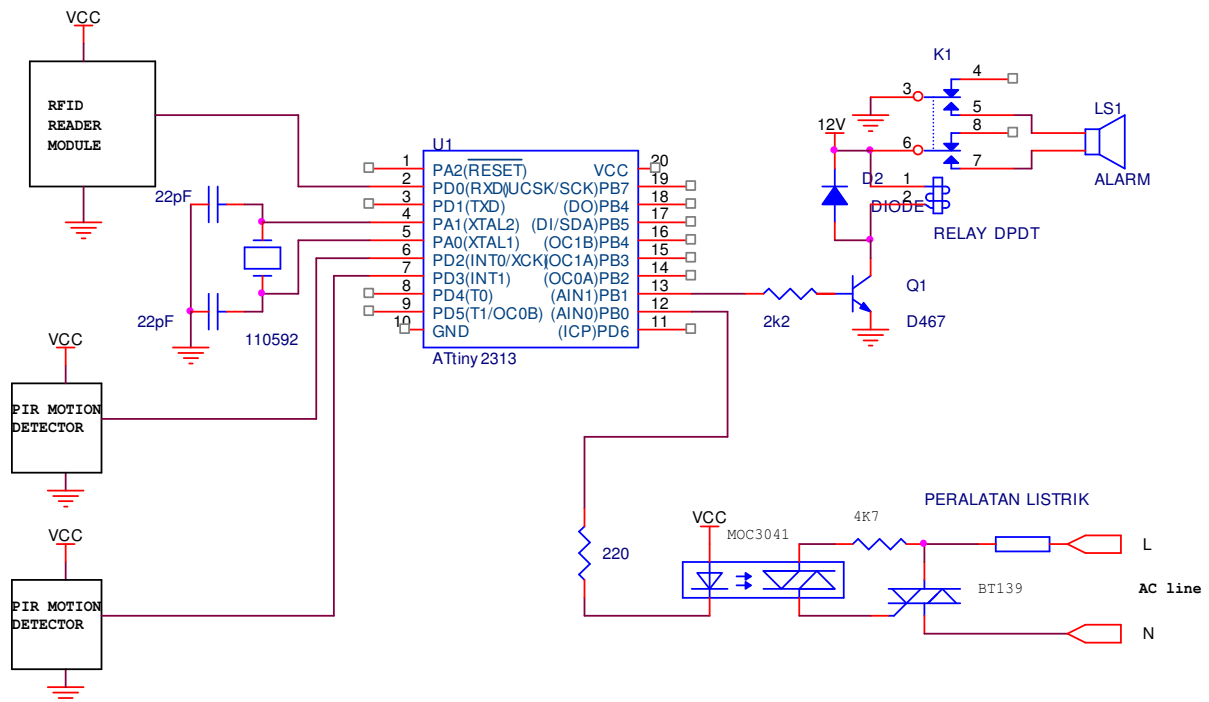 VCC
K1
RFID
READER
MODULE
4
3
5
LS1
12V
8
6
7
ALARM
U1
1
PA2(RESET)
VCC
20
2
PD0(RXD)
(UCSK/SCK)PB7
19
3
PD1(TXD)
(DO)PB4
18
4
PA1(XTAL2)
(DI/SDA)PB5
17
5
PA0(XTAL1)
(OC1B)PB4
16
6
PD2(INT0/XCK)
(OC1A)PB3
15
7
PD3(INT1)
(OC0A)PB2
14
8
PD4(T0)
(AIN1)PB1
13
9
PD5(T1/OC0B)
(AIN0)PB0
12
10
GND
(ICP)PD6
11
ATtiny2313
22pF
22pF
110592
D2
DIODE
1
2
RELAY DPDT
Q1
D467
2k2
VCC
PIR MOTION
DETECTOR
VCC
PIR MOTION
DETECTOR
220
VCC
MOC3041
4K7
PERALATAN LISTRIK
L
BT139
AC line
N